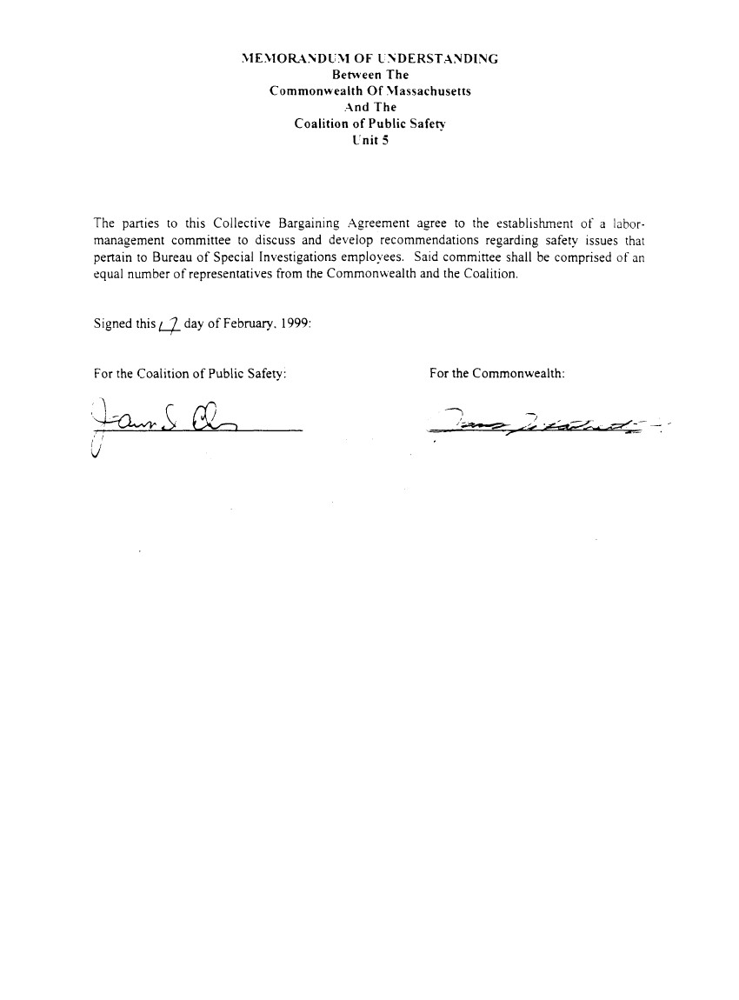 MEMORANDUM OF UNDERSTANDING
Between The
Commonwealth Of Massachusetts
And The
Coalition of Public Safety
Unit 5
The parties to this Collective Bargaining Agreement agree to the establishment of a labor-
management committee to discuss and develop recommendations regarding safety issues that
pertain to Bureau of Special Investigations employees. Said committee shall be comprised of an
equal number of representatives from the Commonwealth and the Coalition.
Signed this 17 day of February, 1999:
For the Coalition of Public Safety: For the Commonwealth: